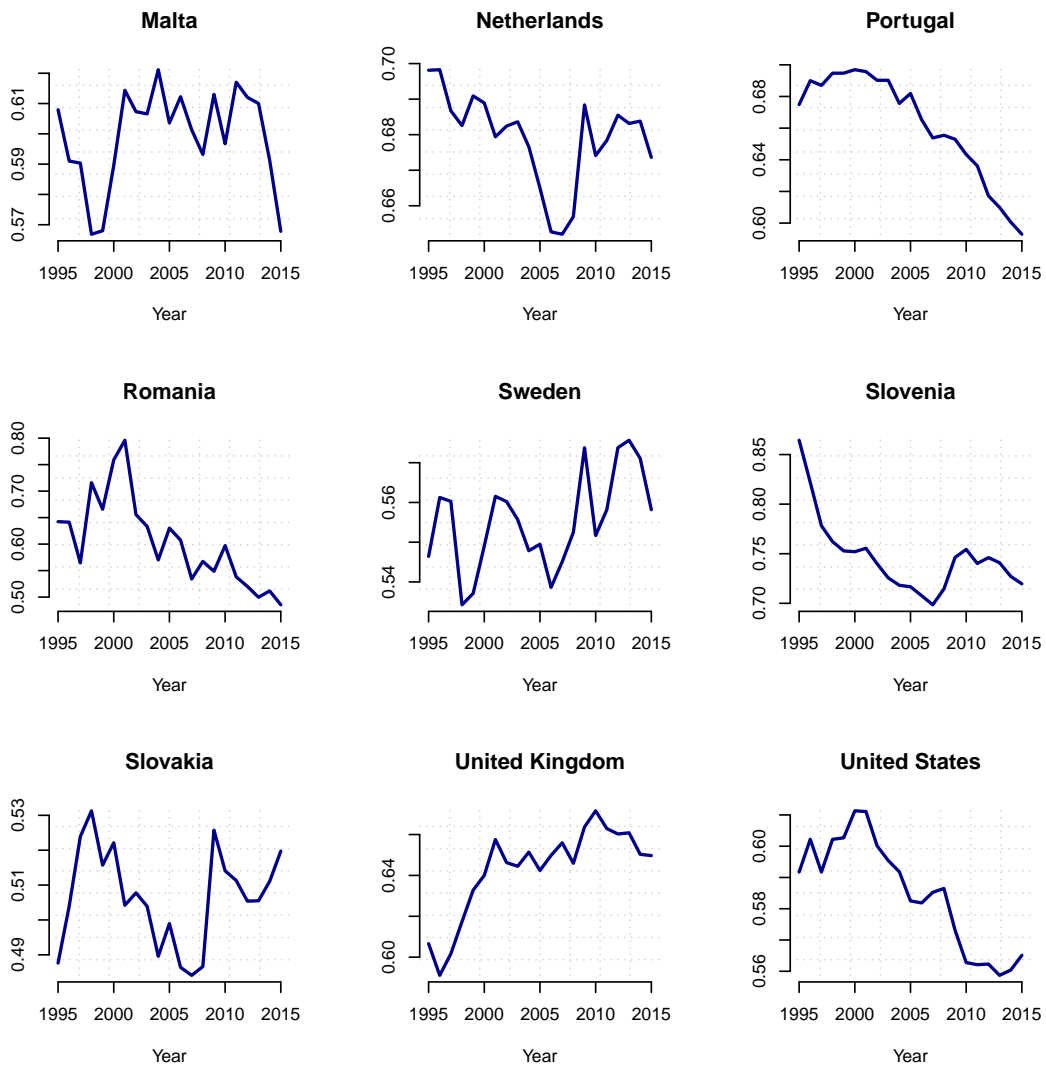 Malta
0.57 0.59 0.61
1995 2000 2005 2010 2015
Year
Netherlands
0.66 0.68 0.70
1995 2000 2005 2010 2015
Year
Portugal
0.60 0.64 0.68
1995 2000 2005 2010 2015
Year
Romania
0.50 0.60 0.70 0.80
1995 2000 2005 2010 2015
Year
Sweden
0.54 0.56
1995 2000 2005 2010 2015
Year
Slovenia
0.70 0.75 0.80 0.85
1995 2000 2005 2010 2015
Year
Slovakia
0.49 0.51 0.53
1995 2000 2005 2010 2015
Year
United Kingdom
0.60 0.64
1995 2000 2005 2010 2015
Year
United States
0.56 0.58 0.60
1995 2000 2005 2010 2015
Year